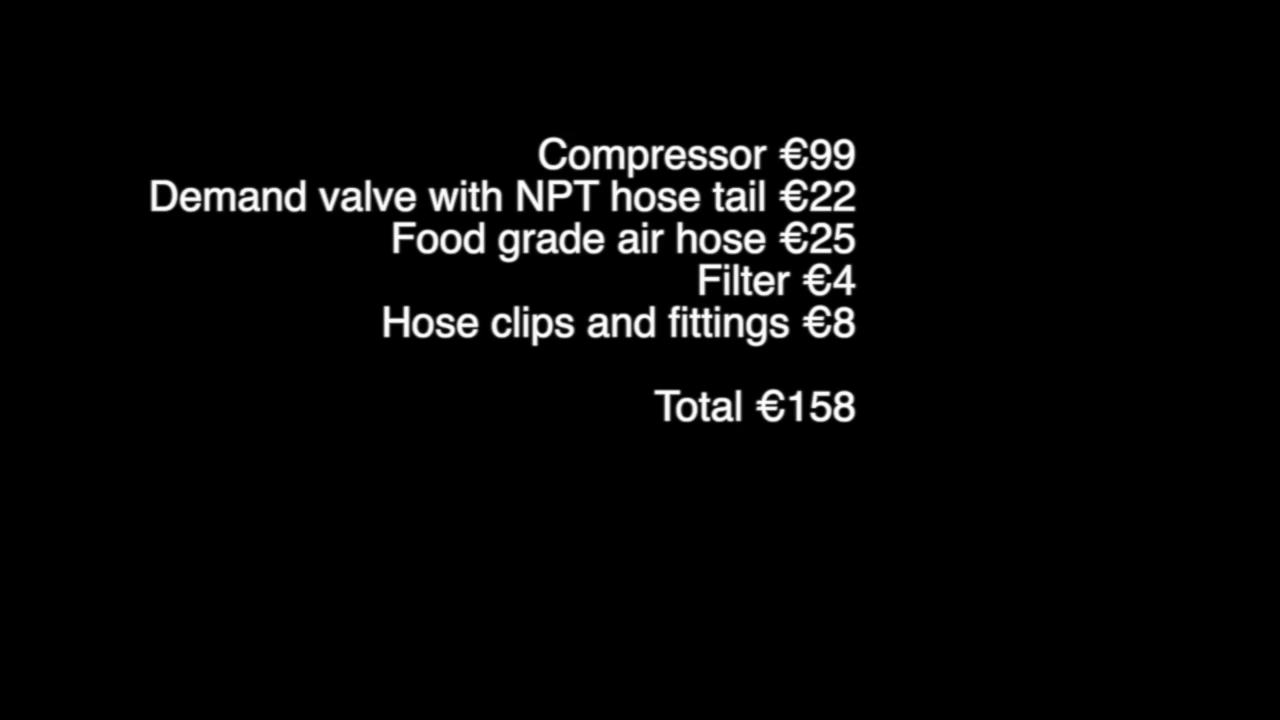 Compressor €99
Demand valve with NPT hose tail €22
Food grade air hose €25
Filter €4
Hose clips and fittings €8
Total €158